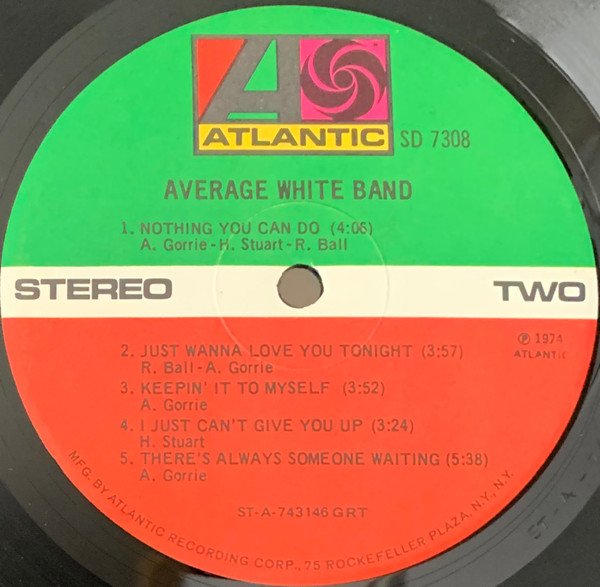 ATLANTIC SD 7308
AVERAGE WHITE BAND
1. NOTHING YOU CAN DO (4:06)
A. Gorrie-H. Stuart-R. Ball
STEREO
TWO
℗ 1974
ATLANTIC
2. JUST WANNA LOVE YOU TONIGHT (3:57)
R. Ball-A. Gorrie
3. KEEPIN' IT TO MYSELF (3:52)
A. Gorrie
4. I JUST CAN'T GIVE YOU UP (3:24)
H. Stuart
5. THERE'S ALWAYS SOMEONE WAITING (5:38)
A. Gorrie
ST-A-743146 GRT
MFG. BY ATLANTIC RECORDING CORP., 75 ROCKEFELLER PLAZA, N.Y., N.Y.
ST-A-7